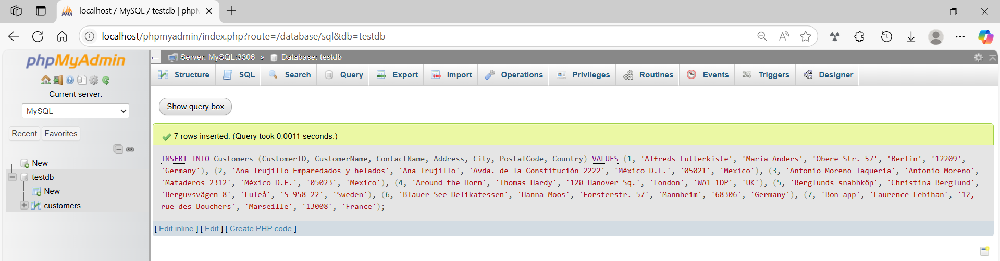 localhost / MySQL / testdb | phpM
localhost/phpmyadmin/index.php?route=/database/sql&db=testdb
phpMyAdmin
Current server:
MySQL
Recent Favorites
New
testdb
New
customers
Server: MySQL:3306 » Database: testdb
Structure SQL Search Query Export Import Operations Privileges Routines Events Triggers Designer
Show query box
7 rows inserted. (Query took 0.0011 seconds.)
INSERT INTO Customers (CustomerID, CustomerName, ContactName, Address, City, PostalCode, Country) VALUES (1, 'Alfreds Futterkiste', 'Maria Anders', 'Obere Str. 57', 'Berlin', '12209',
'Germany'), (2, 'Ana Trujillo Emparedados y helados', 'Ana Trujillo', 'Avda. de la Constitución 2222', 'México D.F.', '05021', 'Mexico'), (3, 'Antonio Moreno Taquería', 'Antonio Moreno',
'Mataderos 2312', 'México D.F.', '05023', 'Mexico'), (4, 'Around the Horn', 'Thomas Hardy', '120 Hanover Sq.', 'London', 'WA1 1DP', 'UK'), (5, 'Berglunds snabbköp', 'Christina Berglund',
'Berguvsvägen 8', 'Luleå', 'S-958 22', 'Sweden'), (6, 'Blauer See Delikatessen', 'Hanna Moos', 'Forsterstr. 57', 'Mannheim', '68306', 'Germany'), (7, 'Bon app', 'Laurence Lebihan', '12,
rue des Bouchers', 'Marseille', '13008', 'France');
[ Edit inline ] [ Edit ] [ Create PHP code ]